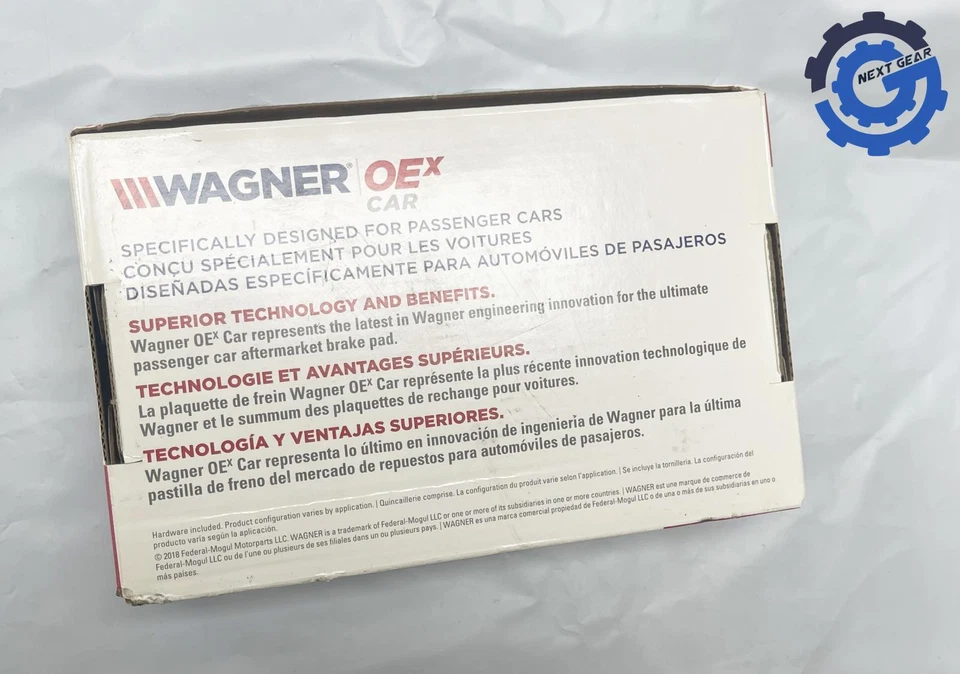 NEXT GEAR
WAGNER® OEx
CAR
SPECIFICALLY DESIGNED FOR PASSENGER CARS
CONÇU SPÉCIALEMENT POUR LES VOITURES
DISEÑADAS ESPECÍFICAMENTE PARA AUTOMÓVILES DE PASAJEROS
SUPERIOR TECHNOLOGY AND BENEFITS.
Wagner OEx Car represents the latest in Wagner engineering innovation for the ultimate
passenger car aftermarket brake pad.
TECHNOLOGIE ET AVANTAGES SUPÉRIEURS.
La plaquette de frein Wagner OEx Car représente la plus récente innovation technologique de
Wagner et le summum des plaquettes de rechange pour voitures.
TECNOLOGÍA Y VENTAJAS SUPERIORES.
Wagner OEx Car representa lo último en innovación de ingenieria de Wagner para la última
pastilla de freno del mercado de repuestos para automóviles de pasajeros.
Hardware included. Product configuration varies by application. | Quincaillerie comprise. La configuration du produit varie selon l'application. | Se incluye la tornillería. La configuración del
producto varía según la aplicación.
© 2018 Federal-Mogul Motorparts LLC. WAGNER is a trademark of Federal-Mogul LLC or one or more of its subsidiaries in one or more countries. | WAGNER est une marque de commerce de
Federal-Mogul LLC ou de l'une ou plusieurs de ses filiales dans un ou plusieurs pays. | WAGNER es una marca comercial propiedad de Federal-Mogul LLC o de una o más de sus subsidiarias en uno o
más países.